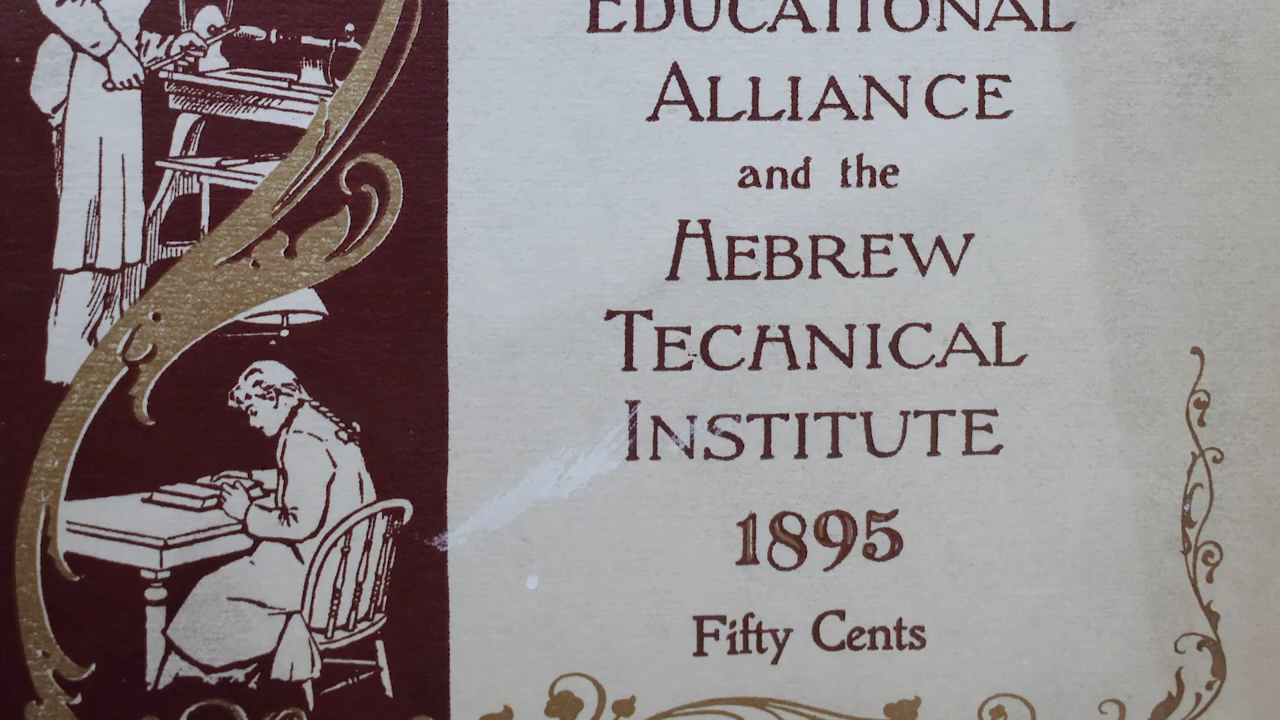 EDUCATIONAL
ALLIANCE
and the
HEBREW
TECHNICAL
INSTITUTE
1895
Fifty Cents